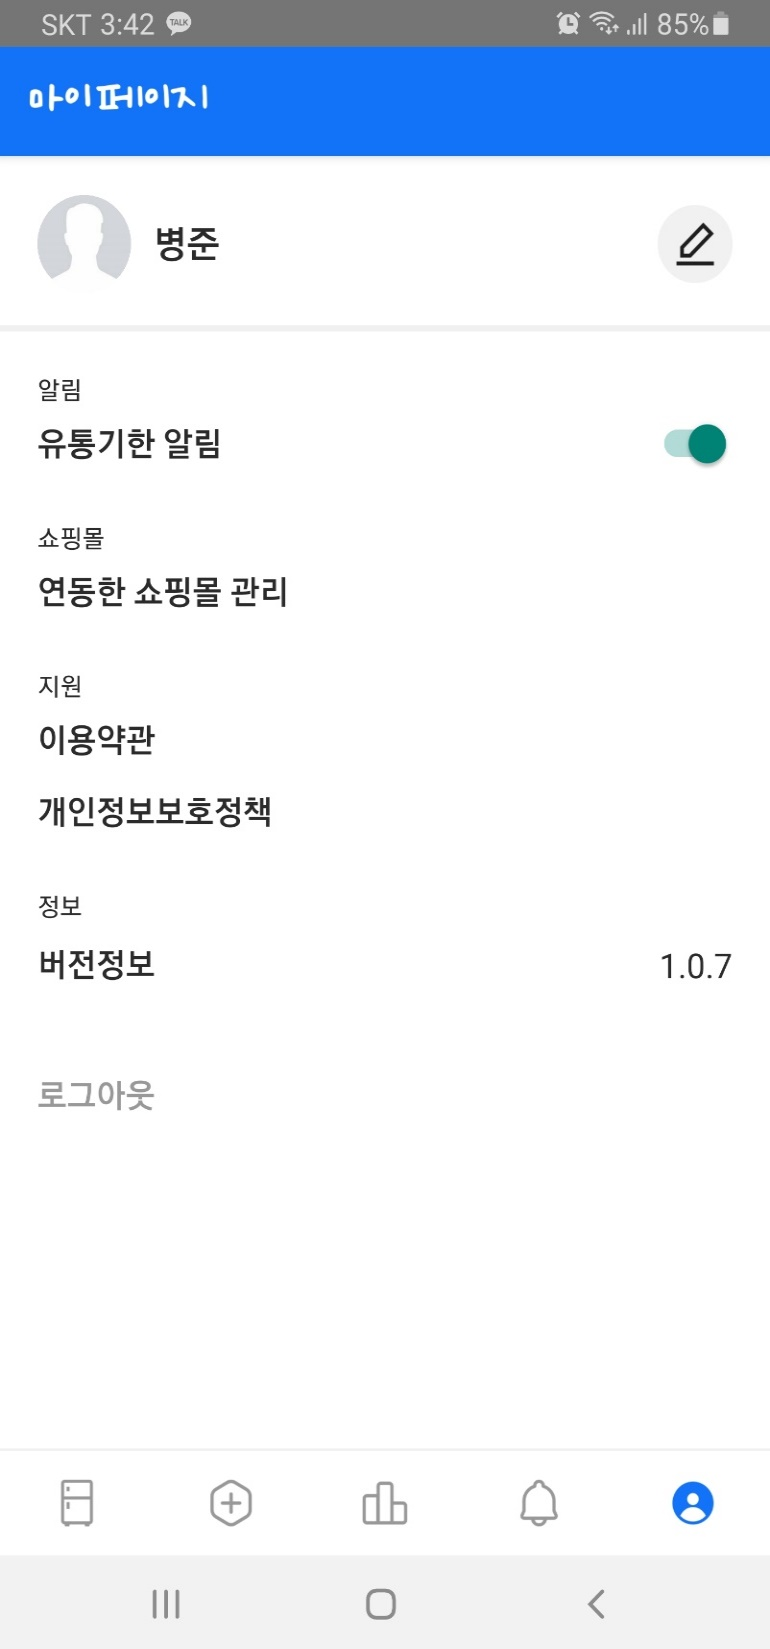 SKT 3:42 TALK 85%
마이페이지
병준
알림
유통기한 알림
쇼핑몰
연동한 쇼핑몰 관리
지원
이용약관
개인정보보호정책
정보
버전정보 1.0.7
로그아웃